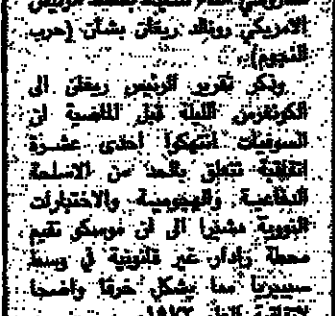 الامريكي رونالد ريغان بشأن (حرب
النجوم).
وذكر تقرير الرئيس ريغان الى
الكونغرس الليلة قبل الماضية ان
السوفيات انتهكوا احدى عشرة
اتفاقية تتعلق بالحد من الاسلحة
الدفاعية والهجومية والاختبارات
النووية مشيرا الى ان موسكو تقيم
محطة رادار غير قانونية في وسط
سيبيريا مما يشكل خرقا واضحا